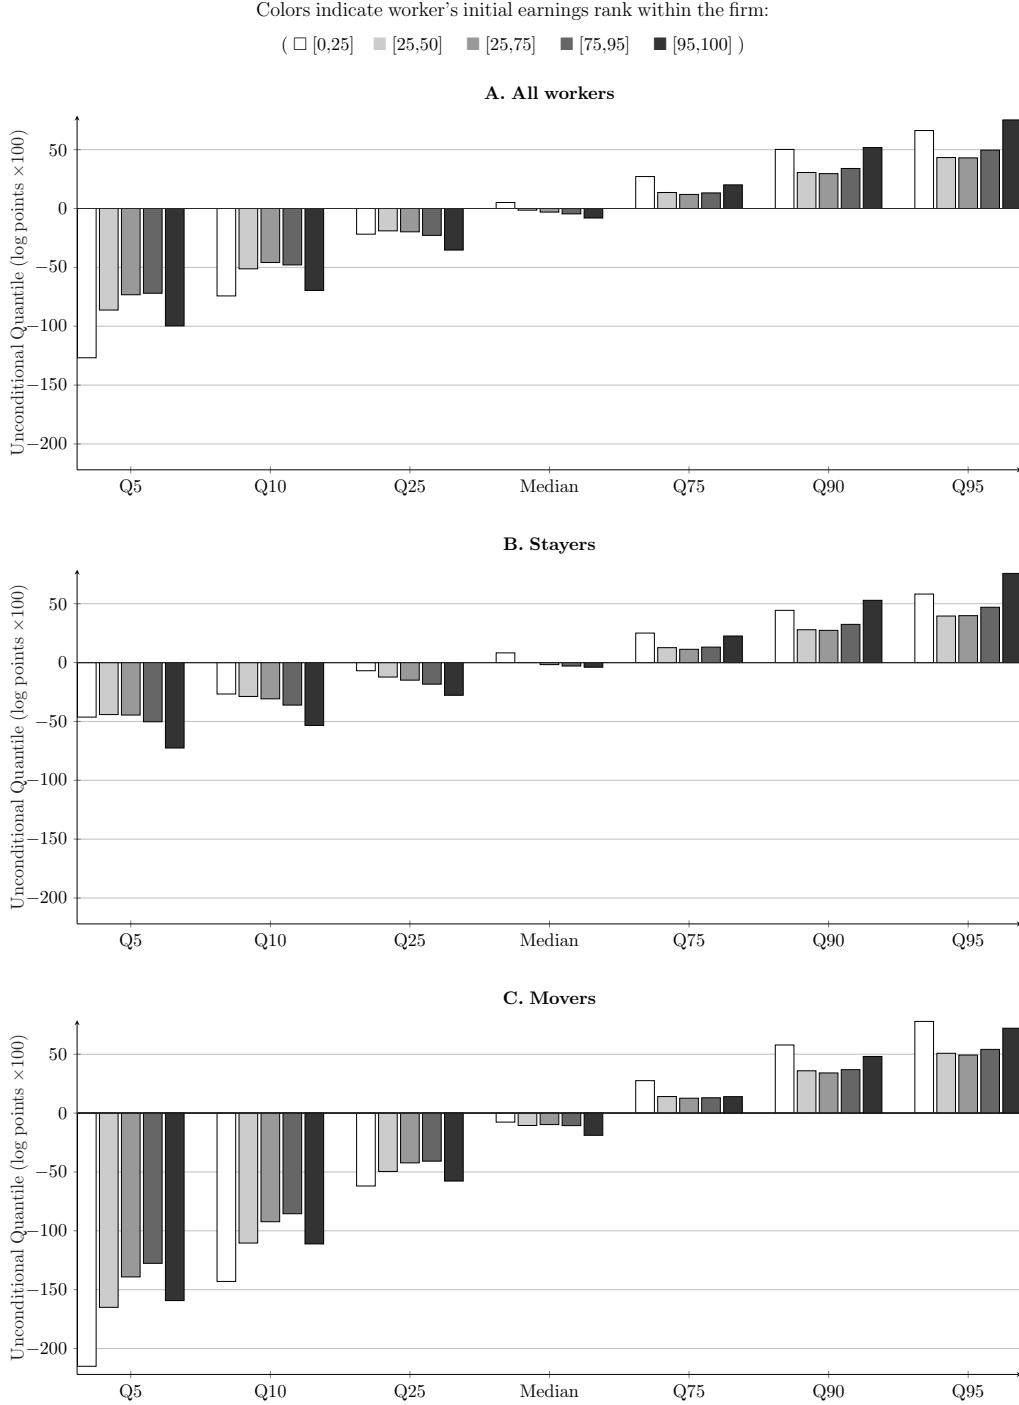 Colors indicate worker's initial earnings rank within the firm:
( [0,25] [25,50] [25,75] [75,95] [95,100] )
A. All workers
Unconditional Quantile (log points ×100)
50
0
−50
−100
−150
−200
Q5 Q10 Q25 Median Q75 Q90 Q95
B. Stayers
Unconditional Quantile (log points ×100)
50
0
−50
−100
−150
−200
Q5 Q10 Q25 Median Q75 Q90 Q95
C. Movers
Unconditional Quantile (log points ×100)
50
0
−50
−100
−150
−200
Q5 Q10 Q25 Median Q75 Q90 Q95